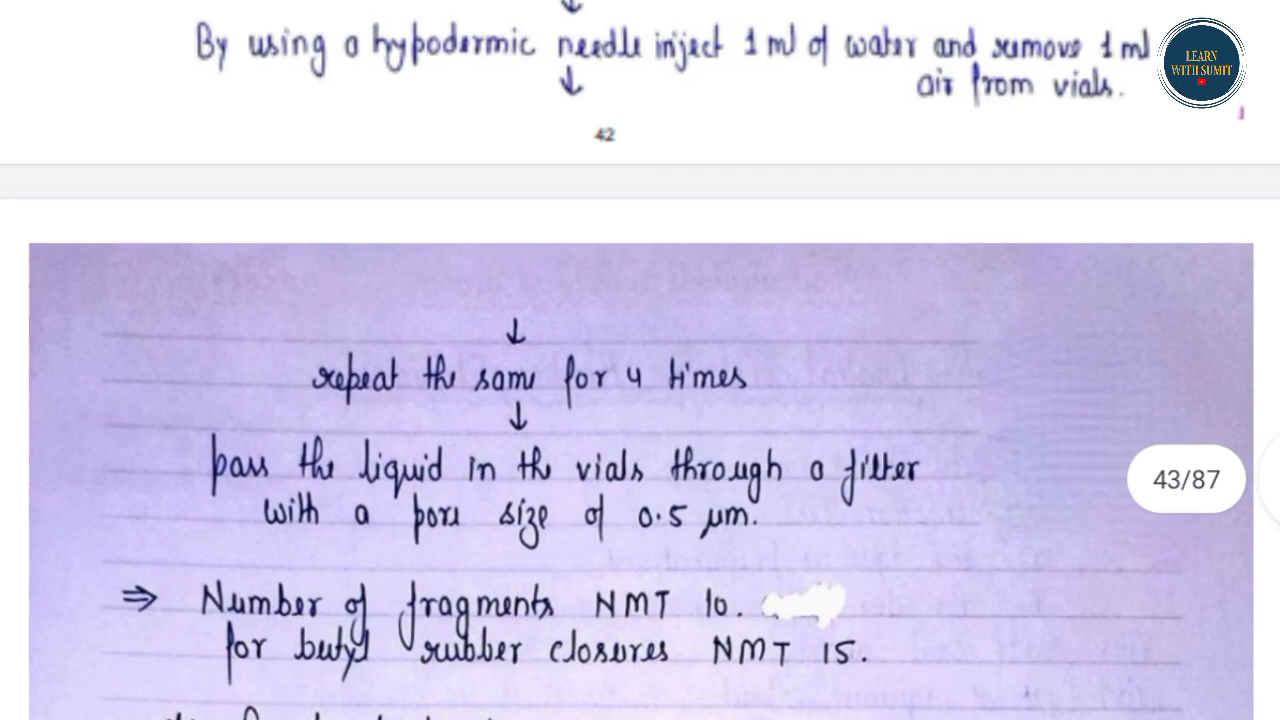 By using a hypodermic needle inject 1 ml of water and remove 1 ml
air from vials.
LEARN
WITH SUMIT
42
repeat the same for 4 times
pass the liquid in the vials through a filter
with a pore size of 0.5 µm.
43/87
⇒ Number of fragments NMT 10.
for butyl rubber closures NMT 15.